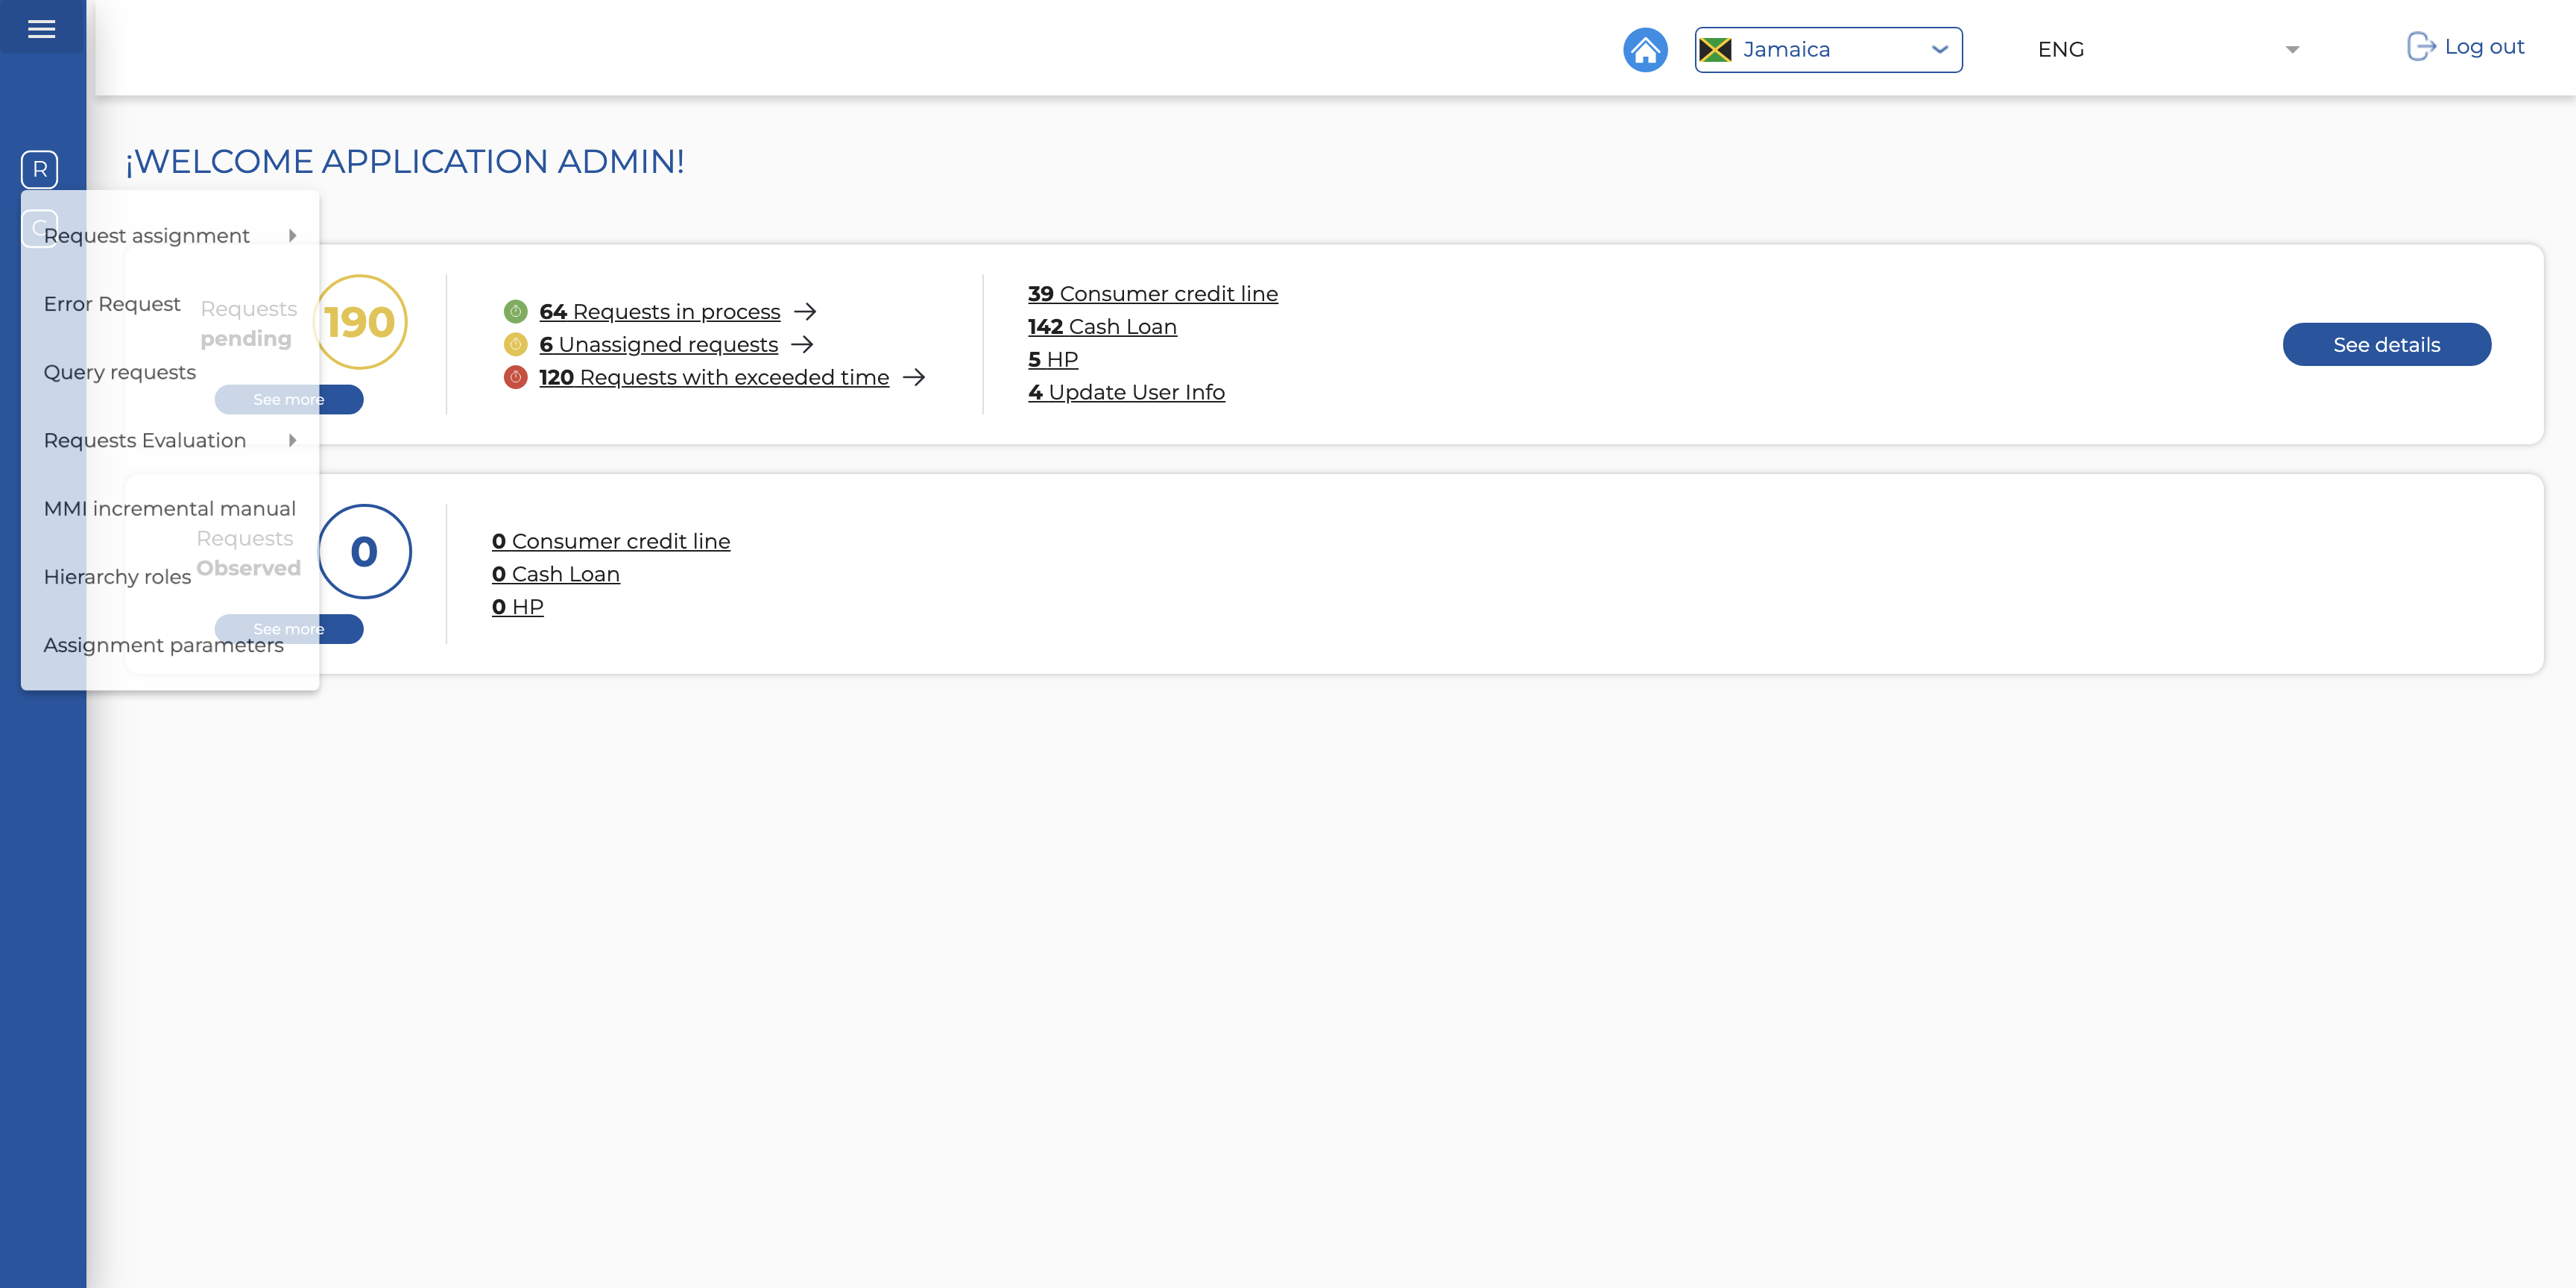 Jamaica
ENG
Log out
R
¡WELCOME APPLICATION ADMIN!
C
Request assignment
Error Request
Query requests
Requests Evaluation
MMI incremental manual
Hierarchy roles
Assignment parameters
Requests
pending
190
See more
64 Requests in process
6 Unassigned requests
120 Requests with exceeded time
39 Consumer credit line
142 Cash Loan
5 HP
4 Update User Info
See details
Requests
Observed
0
See more
0 Consumer credit line
0 Cash Loan
0 HP